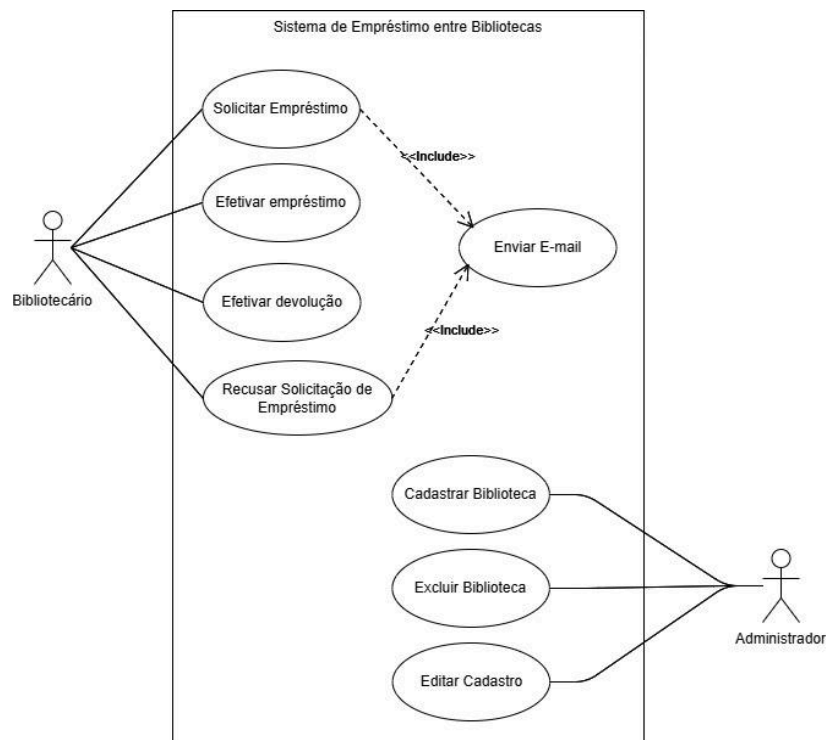 Sistema de Empréstimo entre Bibliotecas
Solicitar Empréstimo
<<Include>>
Efetivar empréstimo
Enviar E-mail
Bibliotecário
Efetivar devolução
<<Include>>
Recusar Solicitação de
Empréstimo
Cadastrar Biblioteca
Excluir Biblioteca
Administrador
Editar Cadastro